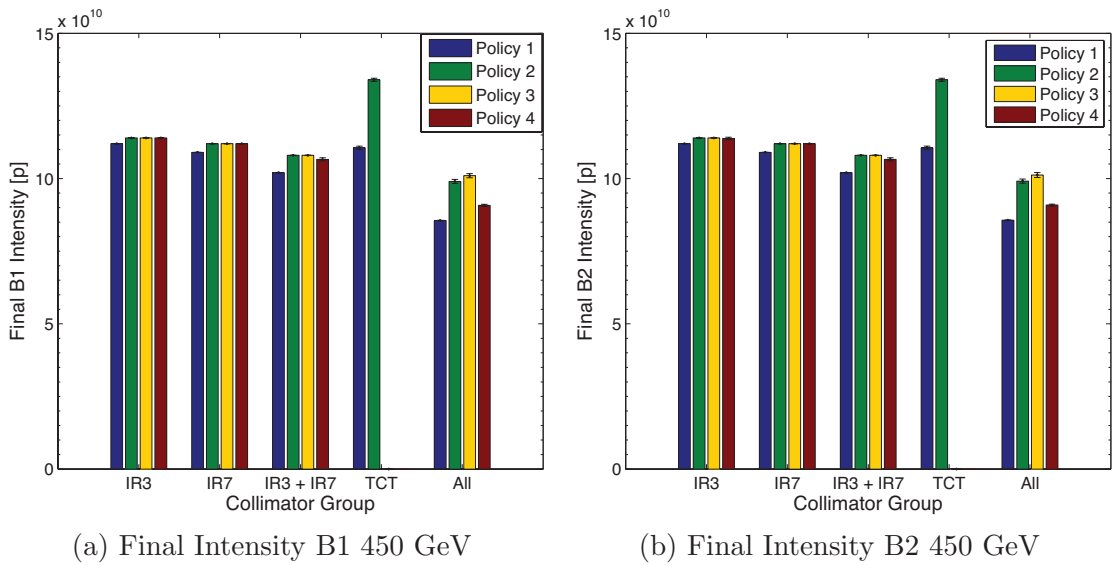 x 10^10
15
10
5
0
Final B1 Intensity [p]
Policy 1
Policy 2
Policy 3
Policy 4
IR3 IR7 IR3 + IR7 TCT All
Collimator Group
(a) Final Intensity B1 450 GeV
x 10^10
15
10
5
0
Final B2 Intensity [p]
Policy 1
Policy 2
Policy 3
Policy 4
IR3 IR7 IR3 + IR7 TCT All
Collimator Group
(b) Final Intensity B2 450 GeV